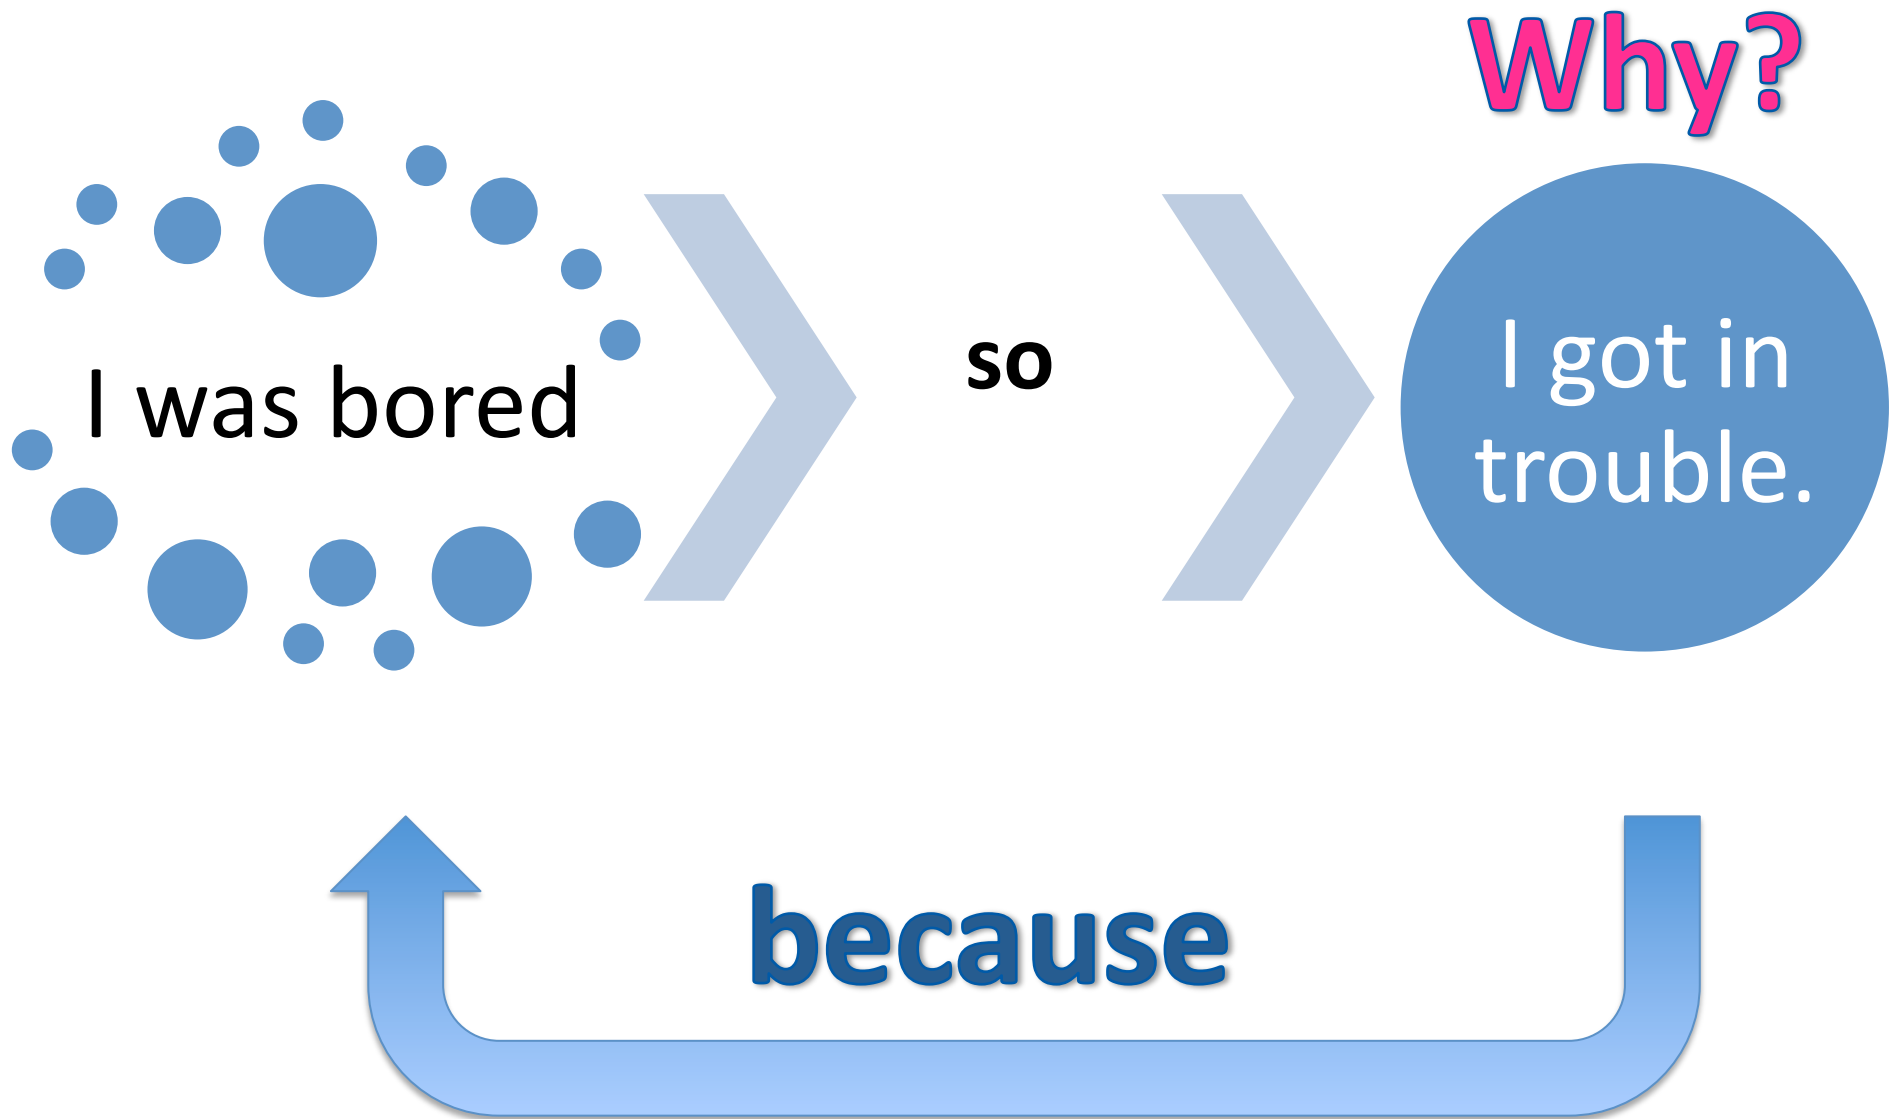 Why?
I was bored
so
I got in
trouble.
because